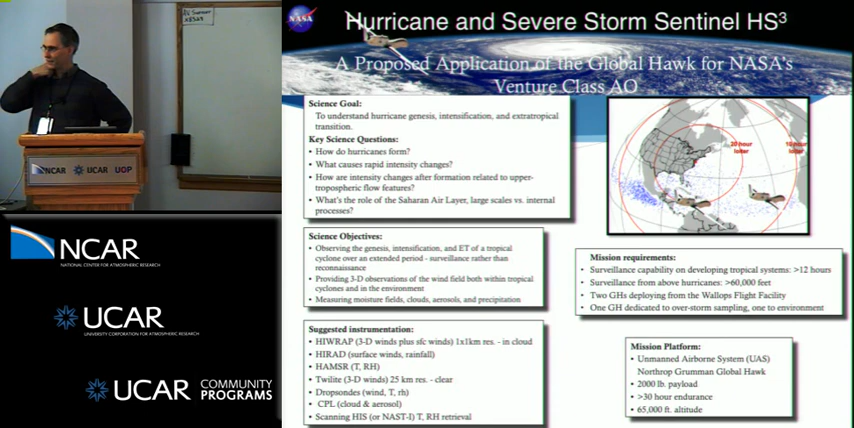 NASA
Hurricane and Severe Storm Sentinel HS3
A Proposed Application of the Global Hawk for NASA's
Venture Class AO
Science Goal:
To understand hurricane genesis, intensification, and extratropical
transition.
Key Science Questions:
• How do hurricanes form?
• What causes rapid intensity changes?
• How are intensity changes after formation related to upper-
tropospheric flow features?
• What's the role of the Saharan Air Layer, large scales vs. internal
processes?
Science Objectives:
• Observing the genesis, intensification, and ET of a tropical
cyclone over an extended period - surveillance rather than
reconnaissance
• Providing 3-D observations of the wind field both within tropical
cyclones and in the environment
• Measuring moisture fields, clouds, aerosols, and precipitation
Suggested instrumentation:
• HIWRAP (3-D winds plus sfc winds) 1x1km res. - in cloud
• HIRAD (surface winds, rainfall)
• HAMSR (T, RH)
• Twilite (3-D winds) 25 km res. - clear
• Dropsondes (wind, T, rh)
• CPL (cloud & aerosol)
• Scanning HIS (or NAST-I) T, RH retrieval
20 hour
later
10 hour
later
Mission requirements:
• Surveillance capability on developing tropical systems: >12 hours
• Surveillance from above hurricanes: >60,000 feet
• Two GHs deploying from the Wallops Flight Facility
• One GH dedicated to over-storm sampling, one to environment
Mission Platform:
• Unmanned Airborne System (UAS)
Northrop Grumman Global Hawk
• 2000 lb. payload
• >30 hour endurance
• 65,000 ft. altitude
NCAR UCAR UOP
NCAR
NATIONAL CENTER FOR ATMOSPHERIC RESEARCH
UCAR
UNIVERSITY CORPORATION FOR ATMOSPHERIC RESEARCH
UCAR COMMUNITY
PROGRAMS